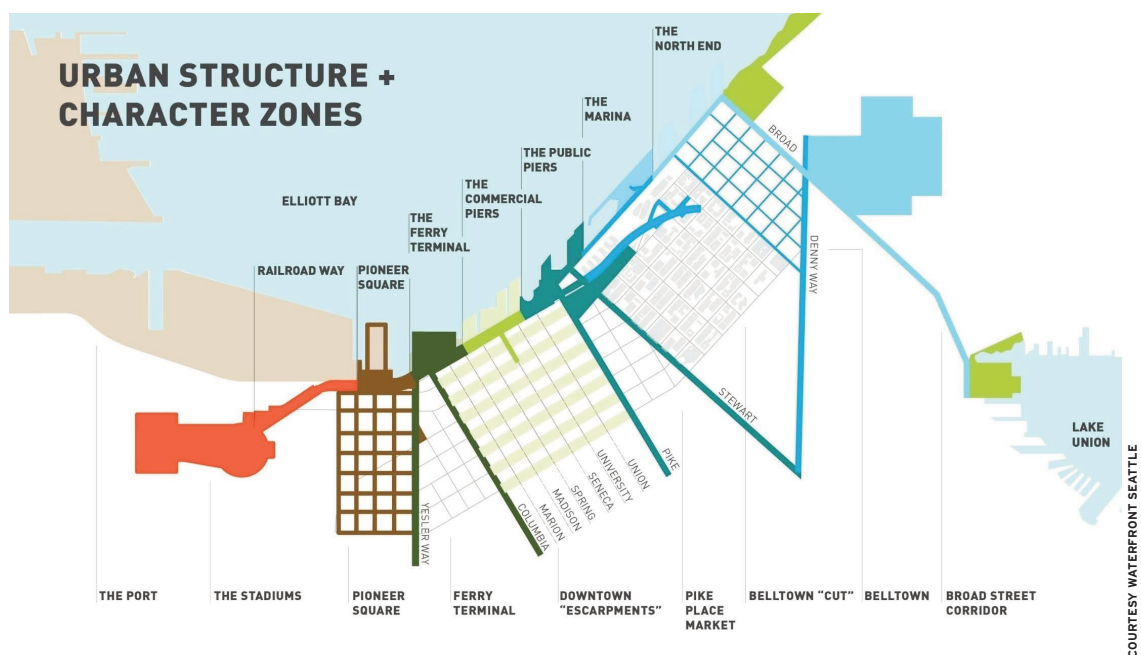 URBAN STRUCTURE +
CHARACTER ZONES
THE
NORTH END
THE
MARINA
THE PUBLIC
PIERS
THE
COMMERCIAL
PIERS
THE
FERRY
TERMINAL
ELLIOTT BAY
RAILROAD WAY
PIONEER
SQUARE
BROAD
DENNY WAY
STEWART
PIKE
UNION
UNIVERSITY
SENECA
SPRING
MADISON
MARION
COLUMBIA
YESLER WAY
LAKE
UNION
THE PORT
THE STADIUMS
PIONEER
SQUARE
FERRY
TERMINAL
DOWNTOWN
"ESCARPMENTS"
PIKE
PLACE
MARKET
BELLTOWN "CUT"
BELLTOWN
BROAD STREET
CORRIDOR
COURTESY WATERFRONT SEATTLE